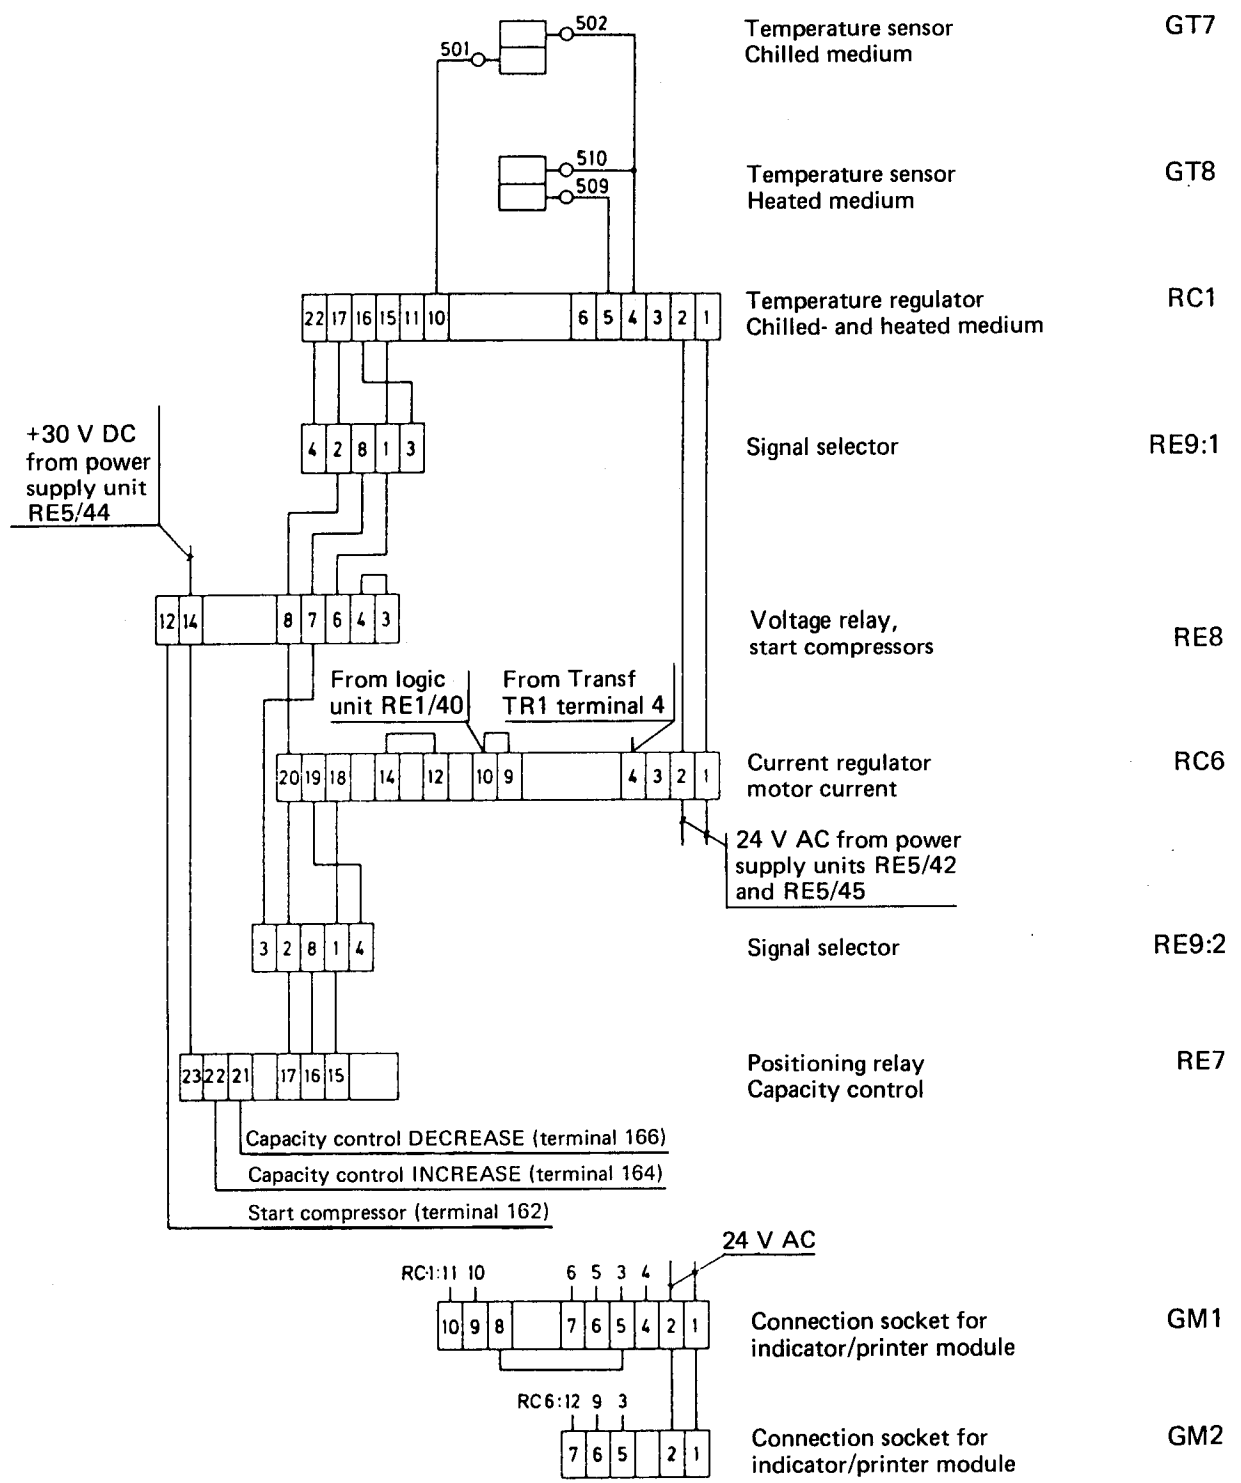 502 Temperature sensor GT7
501 Chilled medium
510 Temperature sensor GT8
509 Heated medium
22 17 16 15 11 10 6 5 4 3 2 1 Temperature regulator RC1
Chilled- and heated medium
+30 V DC
from power
supply unit
RE5/44
4 2 8 1 3 Signal selector RE9:1
12 14 8 7 6 4 3 Voltage relay, RE8
start compressors
From logic
unit RE1/40
From Transf
TR1 terminal 4
20 19 18 14 12 10 9 4 3 2 1 Current regulator RC6
motor current
24 V AC from power
supply units RE5/42
and RE5/45
3 2 8 1 4 Signal selector RE9:2
23 22 21 17 16 15 Positioning relay RE7
Capacity control
Capacity control DECREASE (terminal 166)
Capacity control INCREASE (terminal 164)
Start compressor (terminal 162)
24 V AC
RC1:11 10 6 5 3 4
10 9 8 7 6 5 4 2 1 Connection socket for GM1
indicator/printer module
RC6:12 9 3
7 6 5 2 1 Connection socket for GM2
indicator/printer module